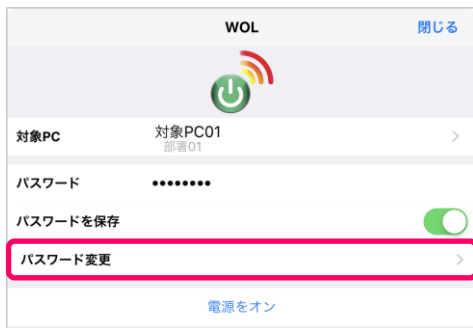 WOL 閉じる
対象PC 対象PC01
部署01
パスワード ••••••••
パスワードを保存
パスワード変更
電源をオン